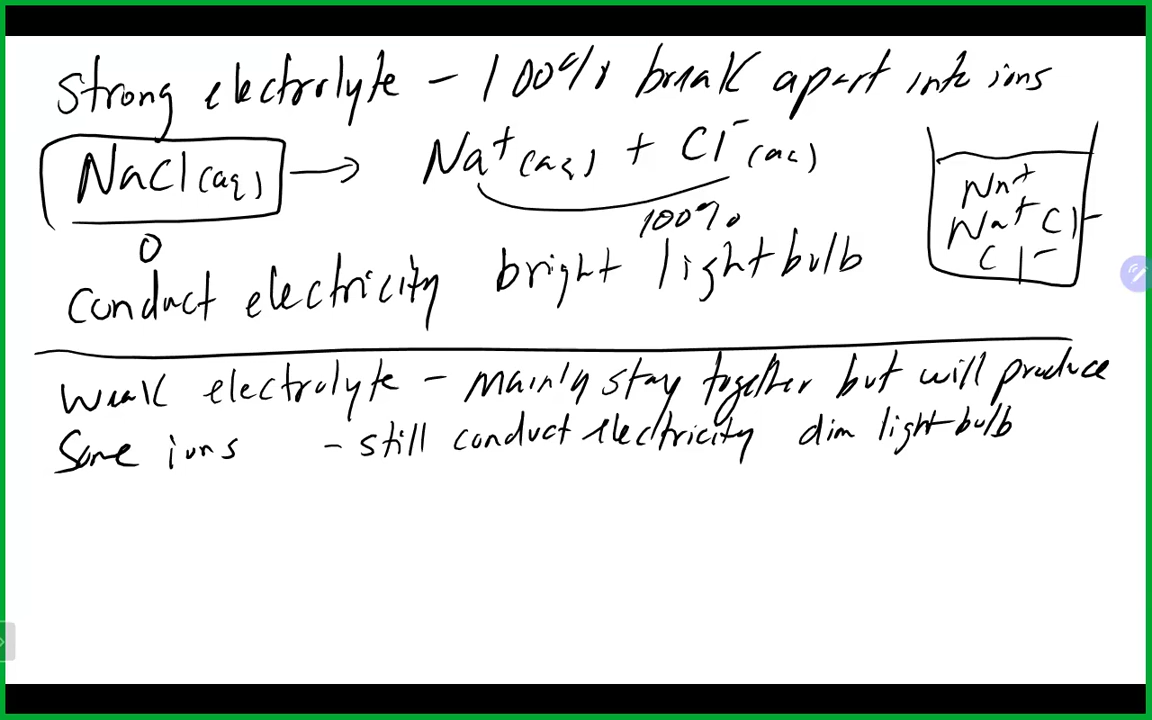 Strong electrolyte – 100% break apart into ions
NaCl(aq) → Na⁺(aq) + Cl⁻(aq)
100%
0
Na⁺
Na⁺ Cl⁻
Cl⁻
conduct electricity bright lightbulb
Weak electrolyte – mainly stay together but will produce
Some ions – still conduct electricity dim lightbulb